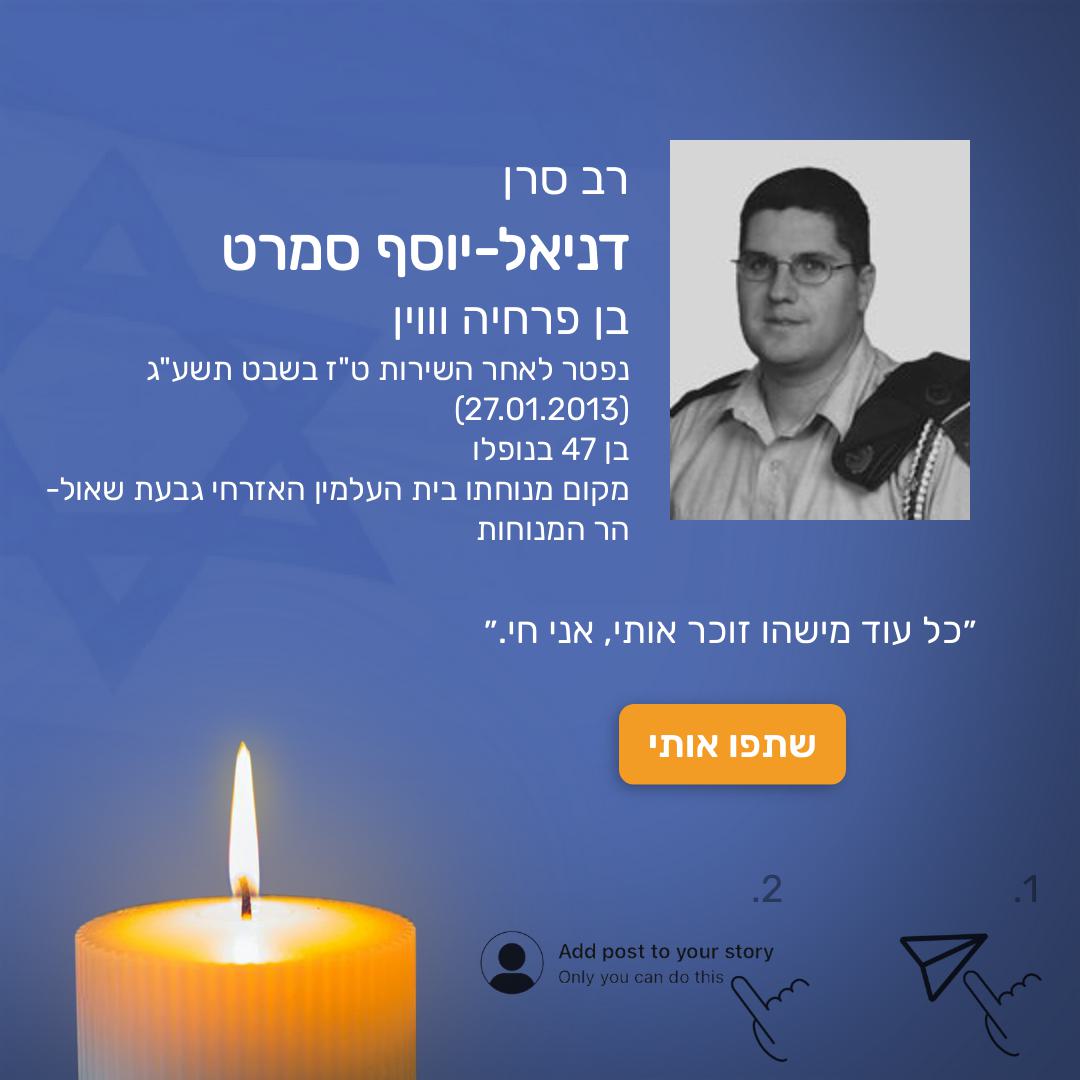 רב סרן
דניאל-יוסף סמרט
בן פרחיה וווין
נפטר לאחר השירות ט"ז בשבט תשע"ג
(27.01.2013)
בן 47 בנופלו
מקום מנוחתו בית העלמין האזרחי גבעת שאול-
הר המנוחות
״כל עוד מישהו זוכר אותי, אני חי.״
שתפו אותי
1.
2.
Add post to your story
Only you can do this